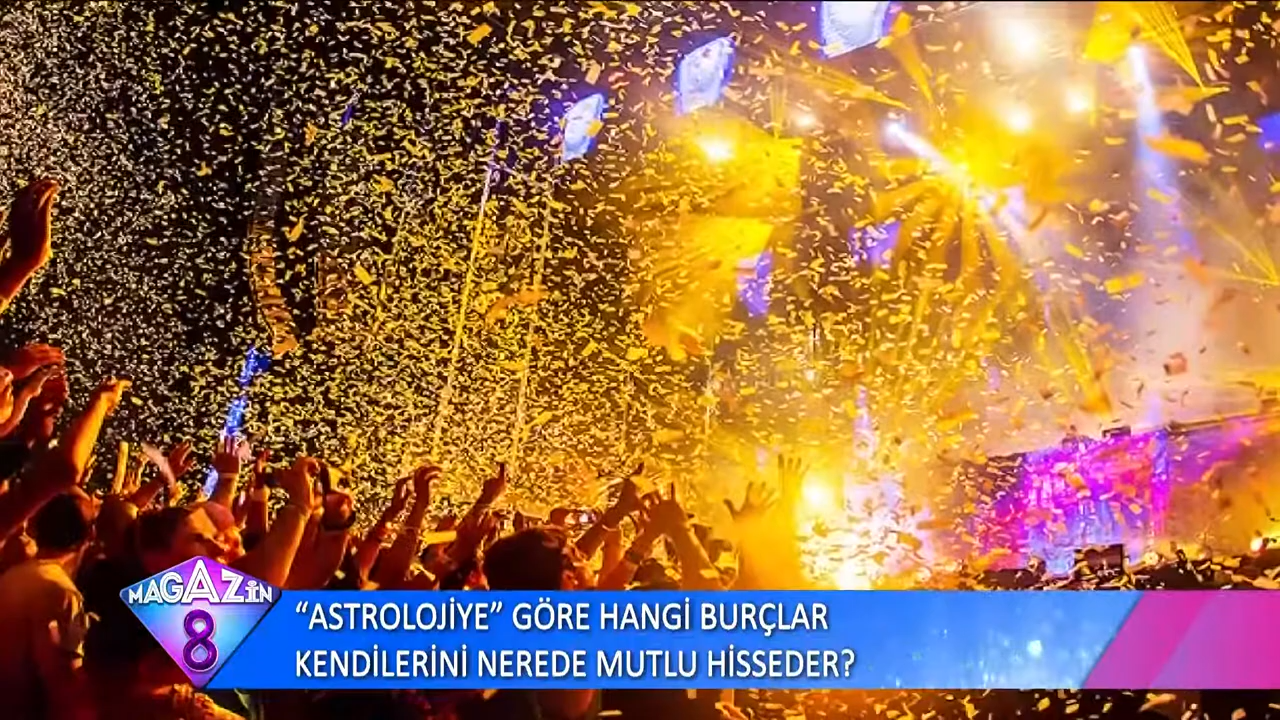 MAGAZİN
8
“ASTROLOJİYE” GÖRE HANGİ BURÇLAR
KENDİLERİNİ NEREDE MUTLU HİSSEDER?